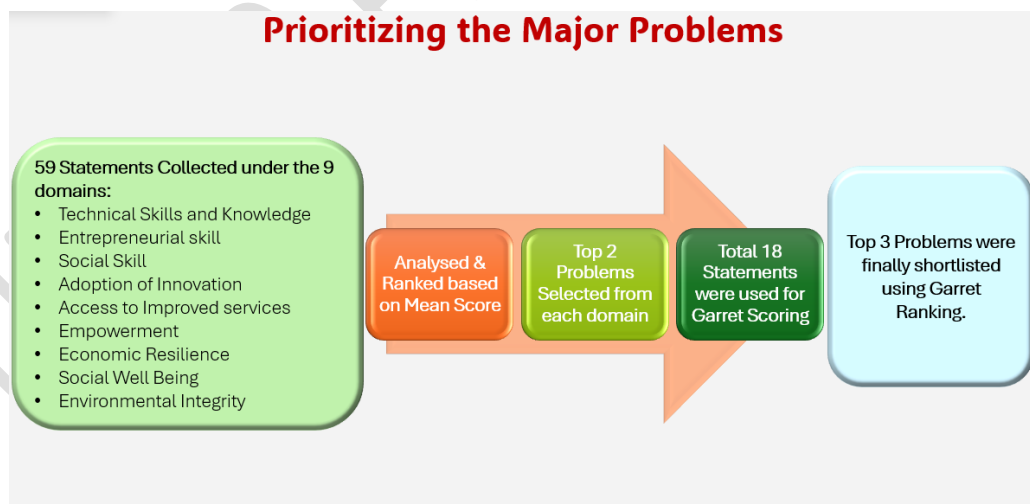 Prioritizing the Major Problems
59 Statements Collected under the 9
domains:
• Technical Skills and Knowledge
• Entrepreneurial skill
• Social Skill
• Adoption of Innovation
• Access to Improved services
• Empowerment
• Economic Resilience
• Social Well Being
• Environmental Integrity
Analysed &
Ranked based
on Mean Score
Top 2
Problems
Selected from
each domain
Total 18
Statements
were used for
Garret Scoring
Top 3 Problems were
finally shortlisted
using Garret
Ranking.